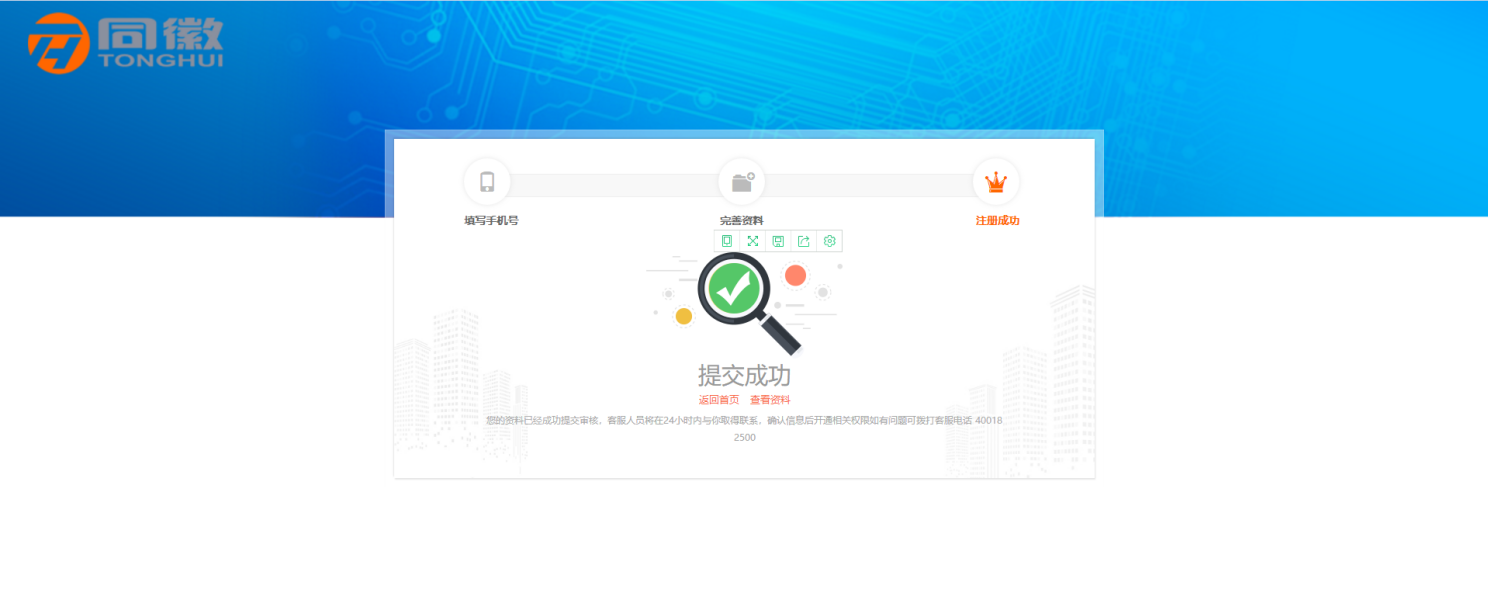 同徽
TONGHUI
填写手机号
完善资料
注册成功
提交成功
返回首页 查看资料
您的资料已经成功提交审核、客服人员将在24小时内与你取得联系、确认信息后开通相关权限如有问题可拨打客服电话 40018
2500